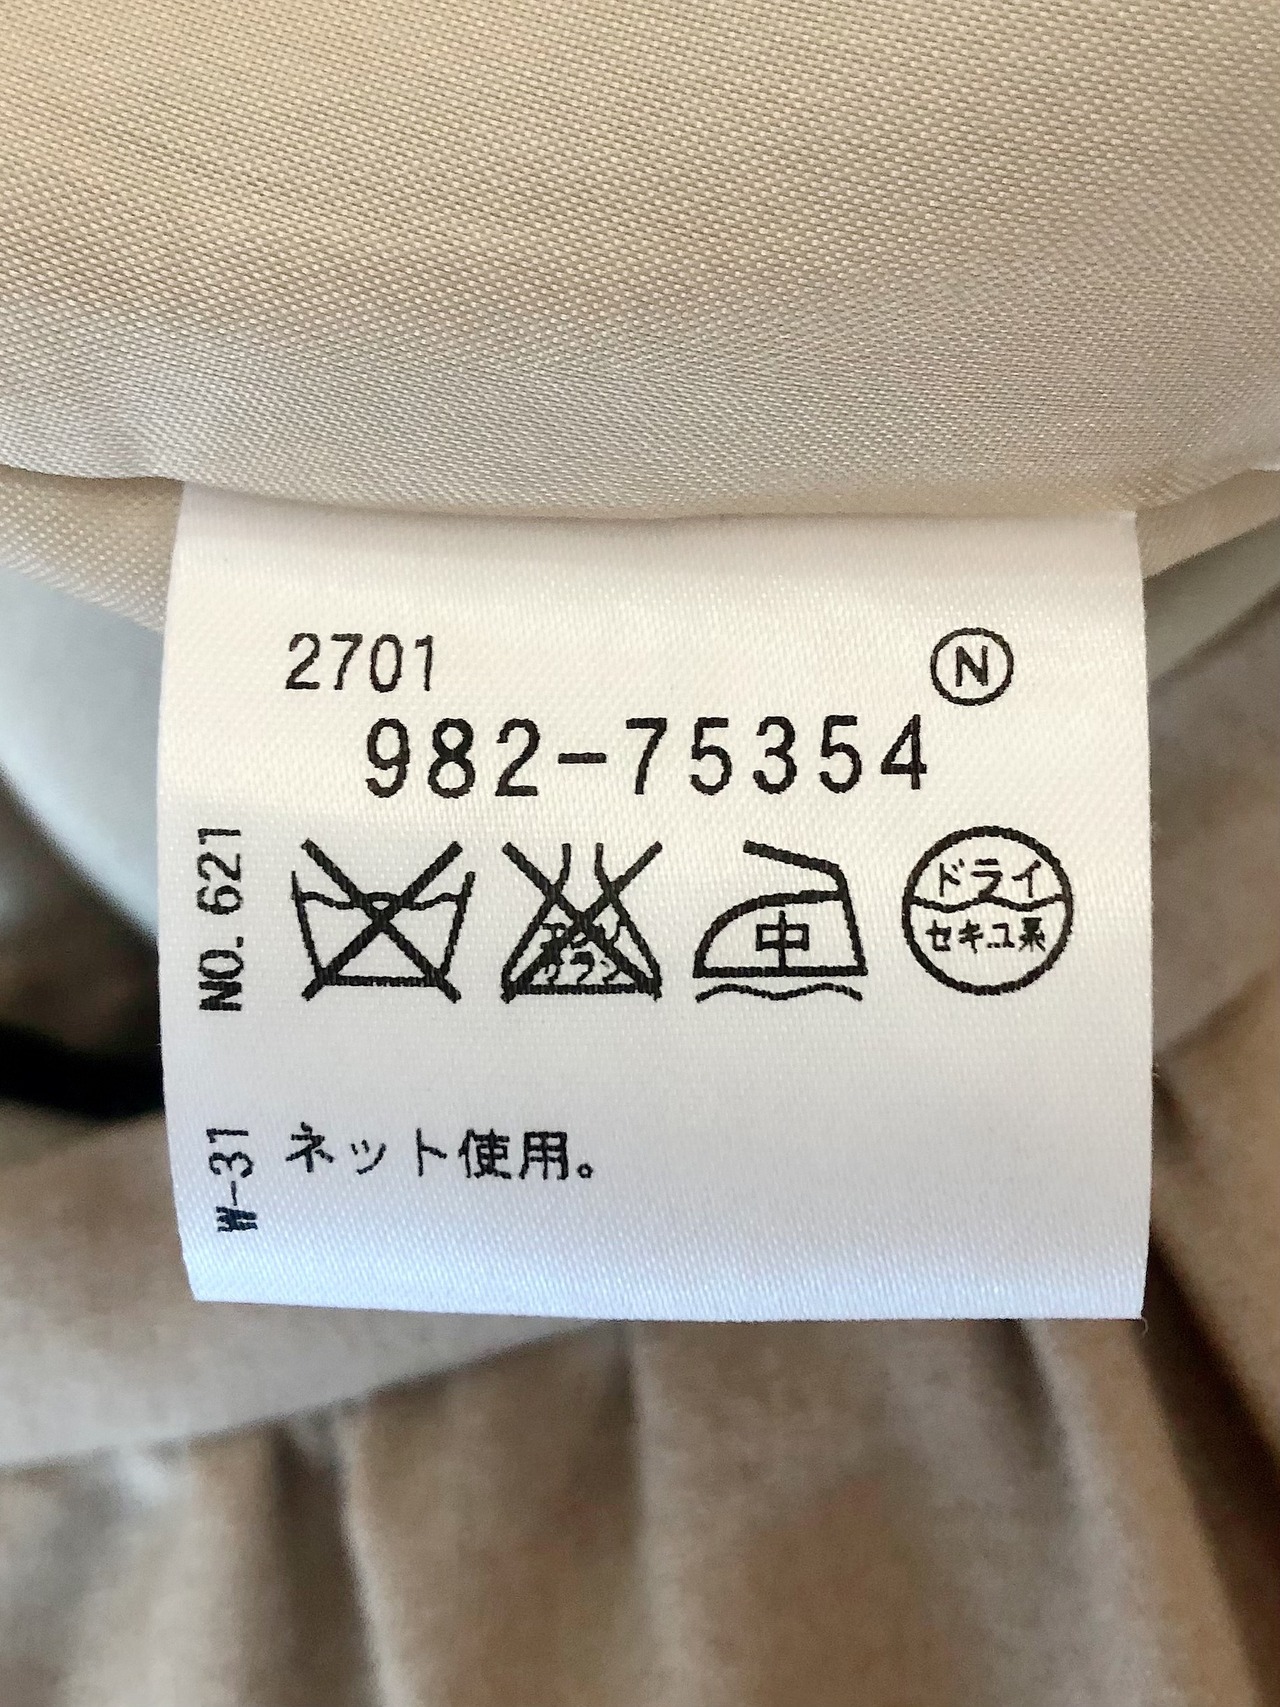 2701 Ⓝ
982-75354
NO. 621
エンソ
サラシ
中
ドライ
セキユ系
W-31
ネット使用。